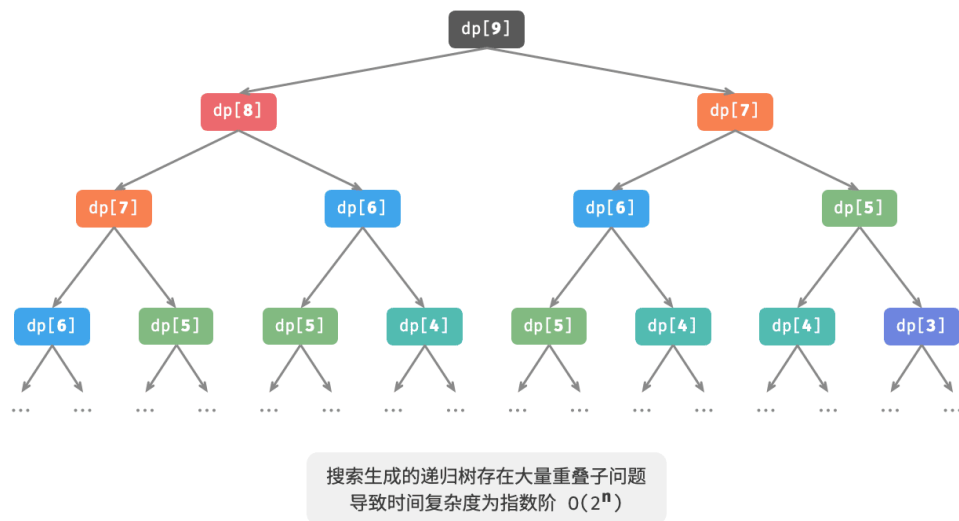 dp[9]
dp[8] dp[7]
dp[7] dp[6] dp[6] dp[5]
dp[6] dp[5] dp[5] dp[4] dp[5] dp[4] dp[4] dp[3]
... ... ... ... ... ... ... ... ... ... ... ... ... ... ... ...
搜索生成的递归树存在大量重叠子问题
导致时间复杂度为指数阶 O(2ⁿ)